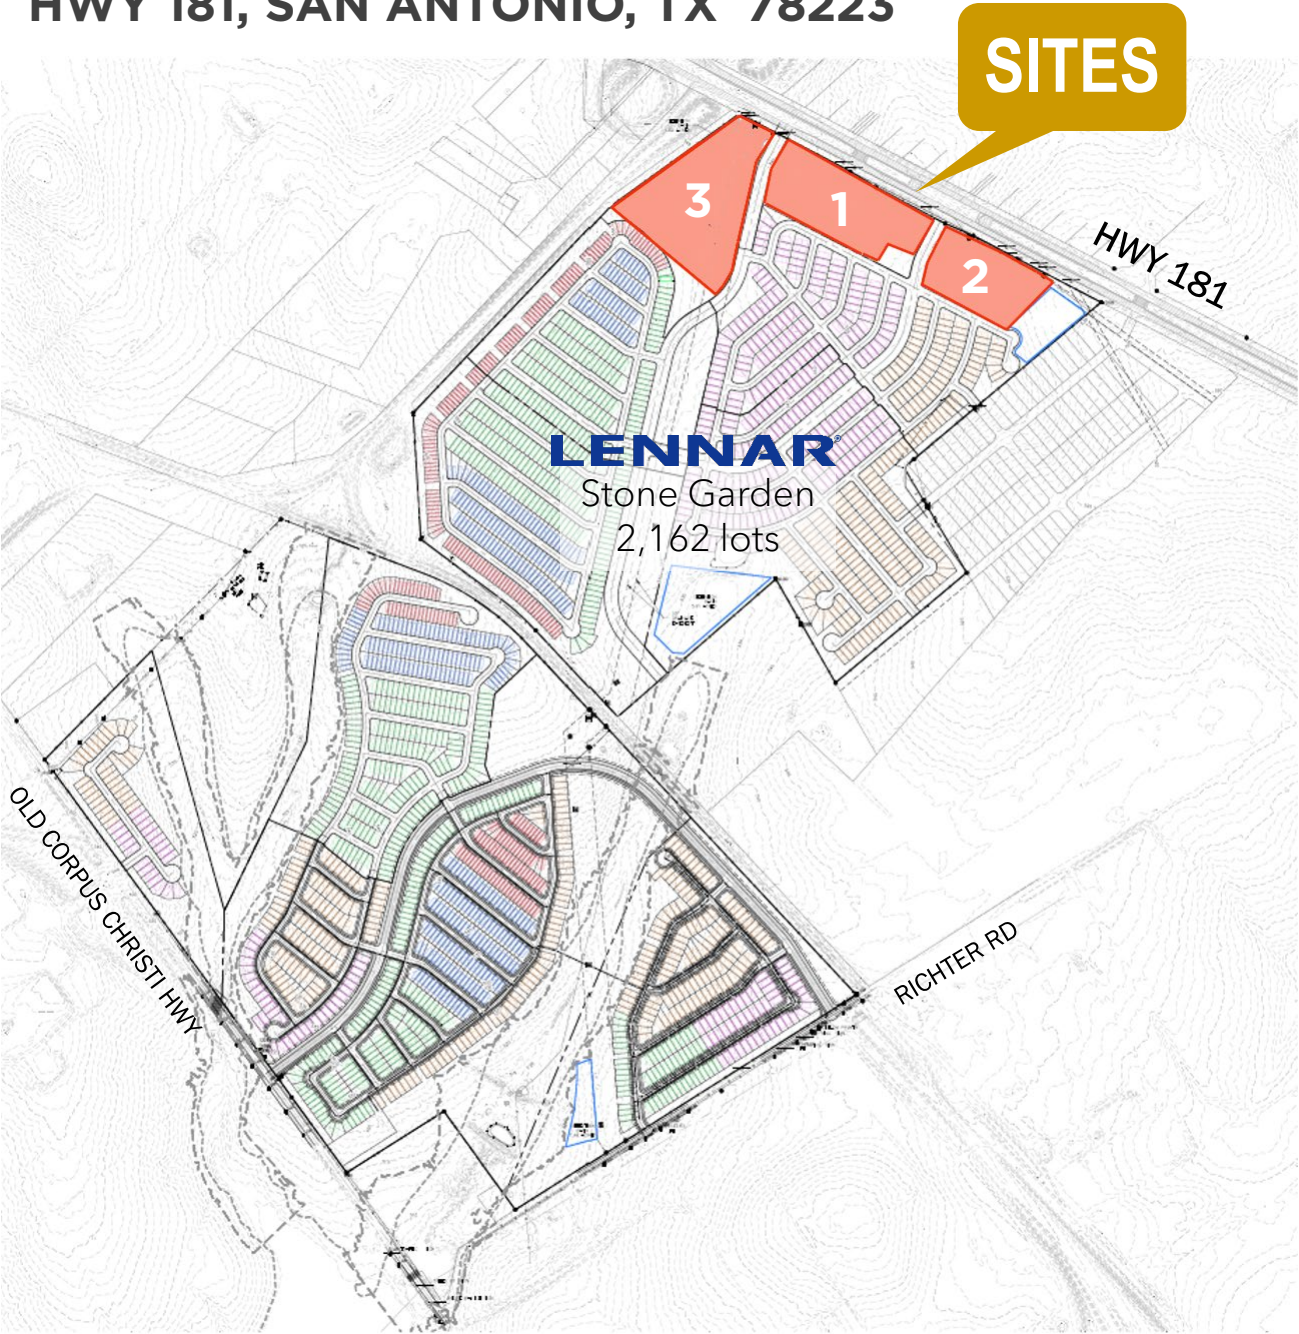 HWY 181, SAN ANTONIO, TX 78223
SITES
3
1
2
HWY 181
LENNAR®
Stone Garden
2,162 lots
OLD CORPUS CHRISTI HWY
RICHTER RD